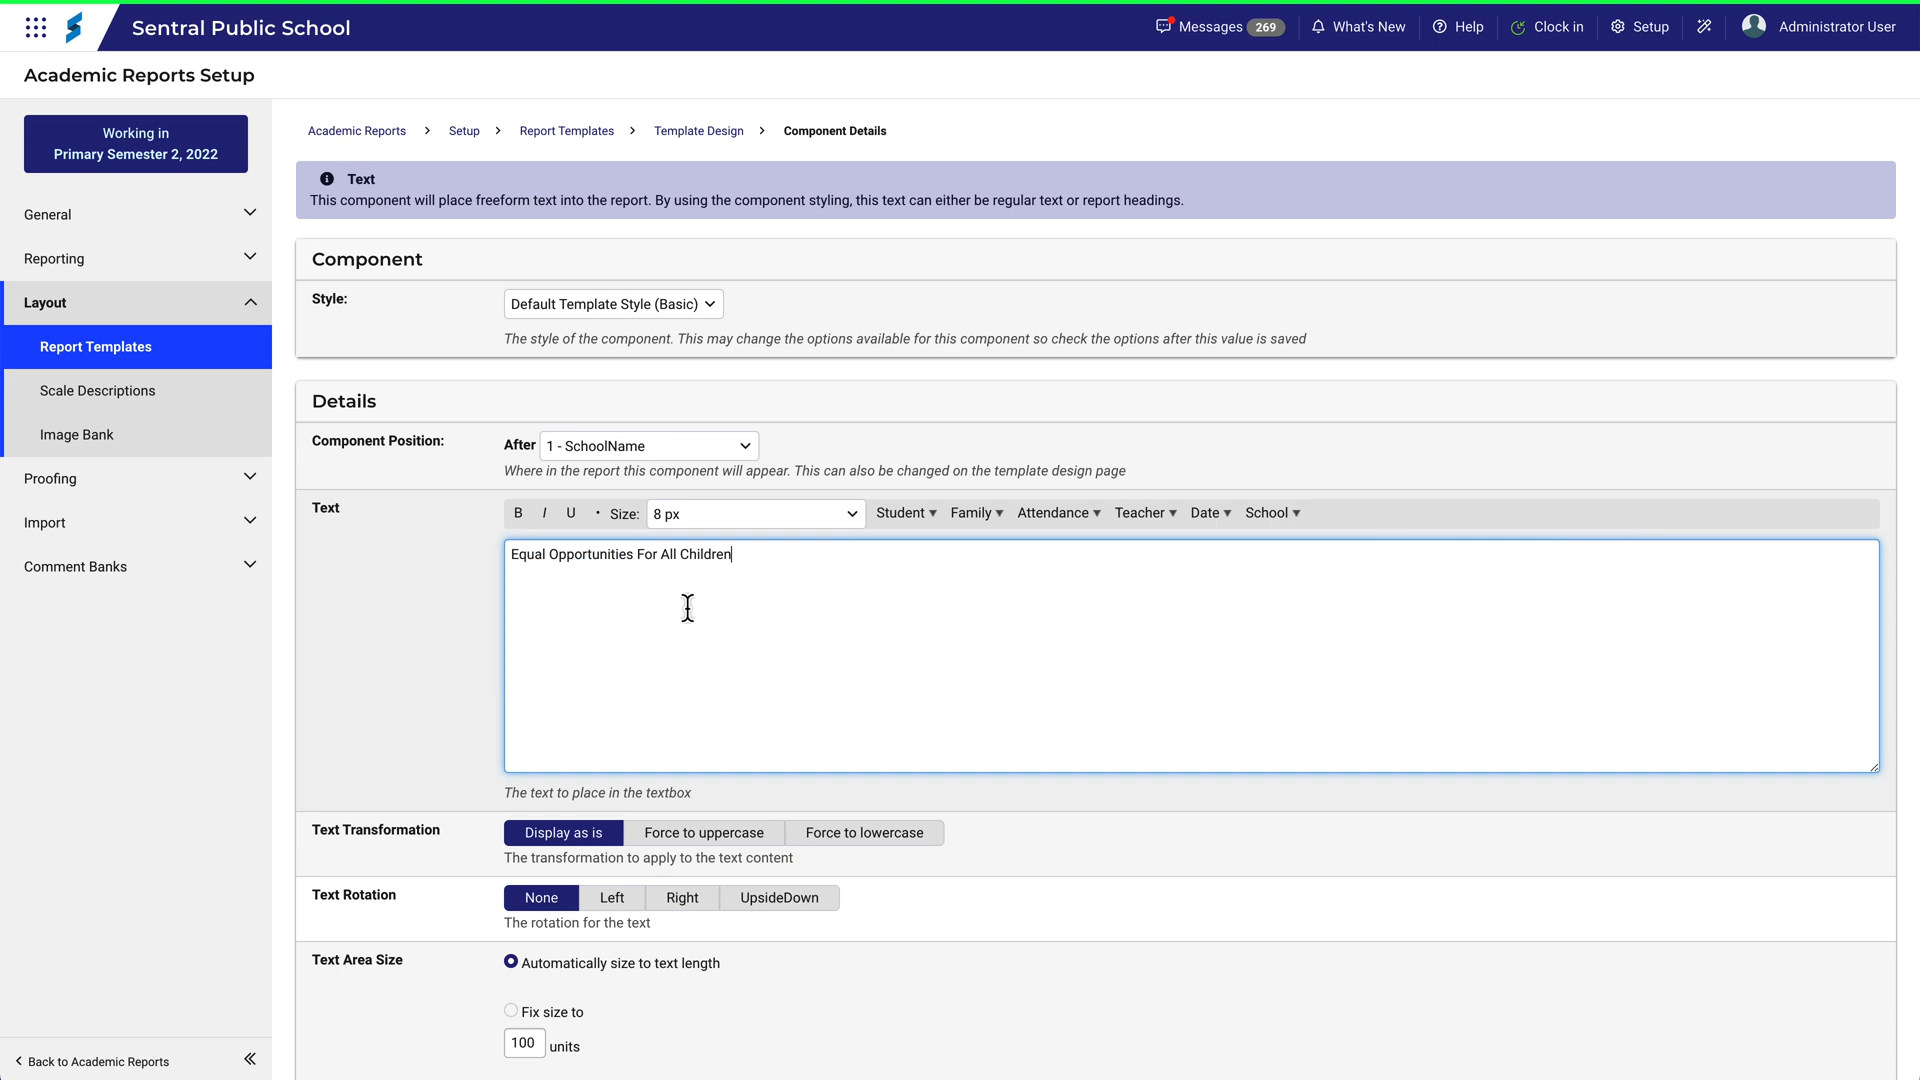 Sentral Public School
Messages 269
What's New
Help
Clock in
Setup
Administrator User
Academic Reports Setup
Working in
Primary Semester 2, 2022
General
Reporting
Layout
Report Templates
Scale Descriptions
Image Bank
Proofing
Import
Comment Banks
Back to Academic Reports
Academic Reports > Setup > Report Templates > Template Design > Component Details
Text
This component will place freeform text into the report. By using the component styling, this text can either be regular text or report headings.
Component
Style: Default Template Style (Basic)
The style of the component. This may change the options available for this component so check the options after this value is saved
Details
Component Position: After 1 - SchoolName
Where in the report this component will appear. This can also be changed on the template design page
Text B I U • Size: 8 px Student Family Attendance Teacher Date School
Equal Opportunities For All Children
The text to place in the textbox
Text Transformation Display as is Force to uppercase Force to lowercase
The transformation to apply to the text content
Text Rotation None Left Right UpsideDown
The rotation for the text
Text Area Size Automatically size to text length
Fix size to
100 units